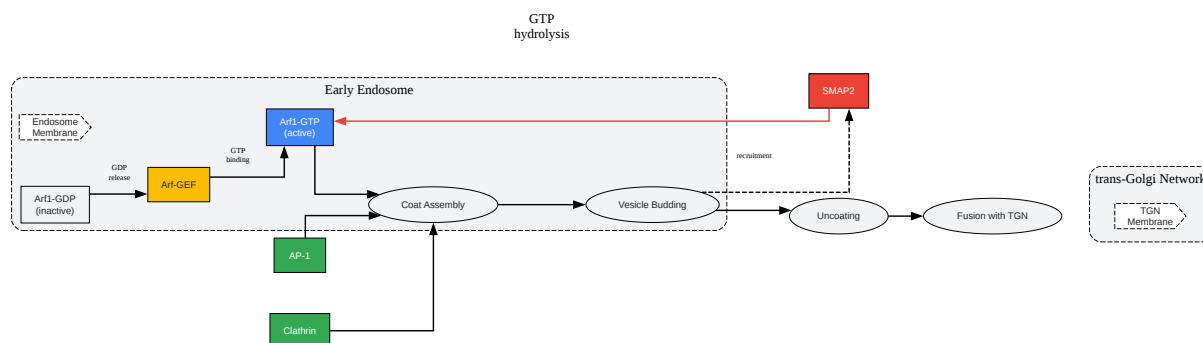 GTP
hydrolysis
Early Endosome
SMAP2
Endosome
Membrane
Arf1-GTP
(active)
GTP
binding
recruitment
GDP
release
Arf-GEF
Arf1-GDP
(inactive)
Coat Assembly
Vesicle Budding
Uncoating
Fusion with TGN
trans-Golgi Network
TGN
Membrane
AP-1
Clathrin